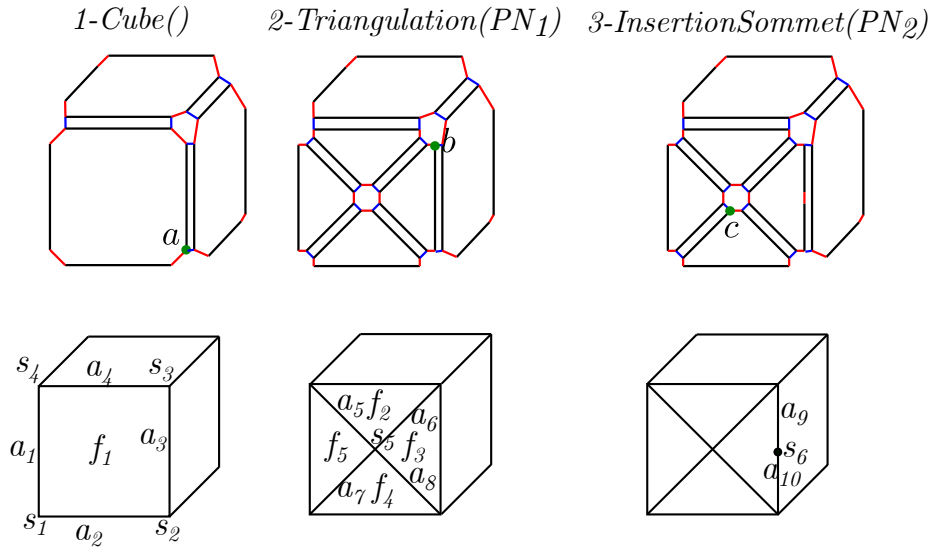 1-Cube() 2-Triangulation(PN₁) 3-InsertionSommet(PN₂)
a b c
s₄ a₄ s₃
a₁ f₁ a₃
s₁ a₂ s₂
a₅ f₂ a₆
f₅ s₅ f₃
a₇ f₄ a₈
a₉
s₆
a₁₀